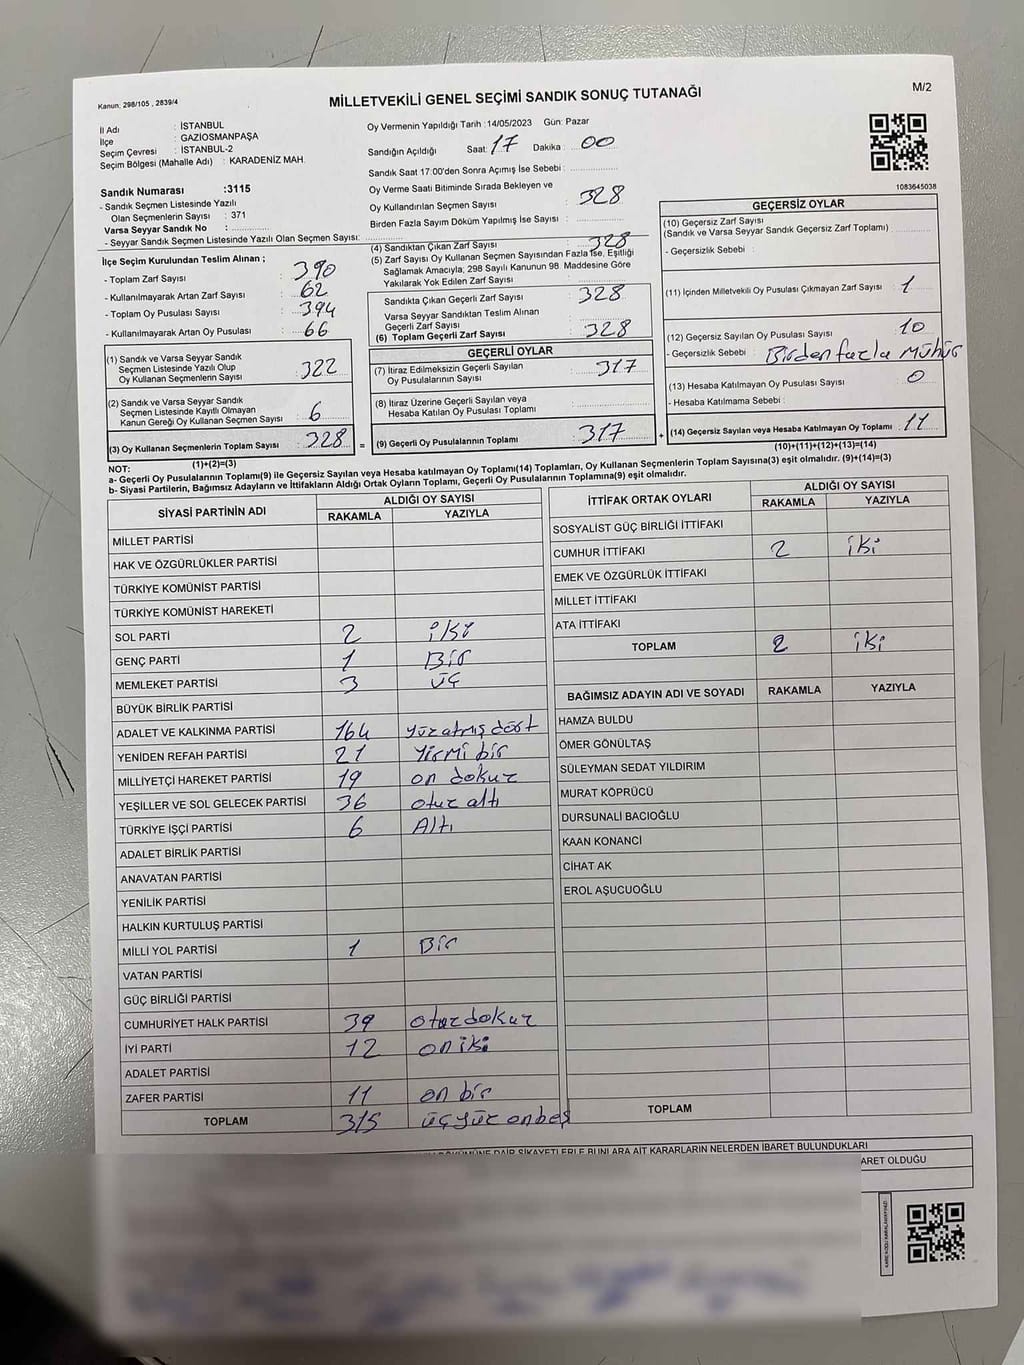 Kanun: 298/105 , 2839/4
M/2
MİLLETVEKİLİ GENEL SEÇİMİ SANDIK SONUÇ TUTANAĞI
İl Adı : İSTANBUL
İlçe : GAZİOSMANPAŞA
Seçim Çevresi : İSTANBUL-2
Seçim Bölgesi (Mahalle Adı) : KARADENİZ MAH.
Sandık Numarası :3115
- Sandık Seçmen Listesinde Yazılı
Olan Seçmenlerin Sayısı : 371
Varsa Seyyar Sandık No :
- Seyyar Sandık Seçmen Listesinde Yazılı Olan Seçmen Sayısı:
Oy Vermenin Yapıldığı Tarih :14/05/2023 Gün: Pazar
Sandığın Açıldığı Saat: 17 Dakika : 00
Sandık Saat 17:00'den Sonra Açımış İse Sebebi :
Oy Verme Saati Bitiminde Sırada Bekleyen ve
Oy Kullandırılan Seçmen Sayısı : 328
Birden Fazla Sayım Döküm Yapılmış İse Sayısı :
1083645038
İlçe Seçim Kurulundan Teslim Alınan ;
- Toplam Zarf Sayısı : 390
- Kullanılmayarak Artan Zarf Sayısı : 62
- Toplam Oy Pusulası Sayısı : 394
- Kullanılmayarak Artan Oy Pusulası : 66
(1) Sandık ve Varsa Seyyar Sandık
Seçmen Listesinde Yazılı Olup
Oy Kullanan Seçmenlerin Sayısı : 322
(2) Sandık ve Varsa Seyyar Sandık
Seçmen Listesinde Kayıtlı Olmayan
Kanun Gereği Oy Kullanan Seçmen Sayısı : 6
(3) Oy Kullanan Seçmenlerin Toplam Sayısı : 328
(1)+(2)=(3)
(4) Sandıktan Çıkan Zarf Sayısı : 328
(5) Zarf Sayısı Oy Kullanan Seçmen Sayısından Fazla İse, Eşitliği
Sağlamak Amacıyla, 298 Sayılı Kanunun 98. Maddesine Göre
Yakılarak Yok Edilen Zarf Sayısı :
Sandıkta Çıkan Geçerli Zarf Sayısı : 328
Varsa Seyyar Sandıktan Teslim Alınan
Geçerli Zarf Sayısı :
(6) Toplam Geçerli Zarf Sayısı : 328
GEÇERLİ OYLAR
(7) İtiraz Edilmeksizin Geçerli Sayılan
Oy Pusulalarının Sayısı : 317
(8) İtiraz Üzerine Geçerli Sayılan veya
Hesaba Katılan Oy Pusulası Toplamı :
= (9) Geçerli Oy Pusulalarının Toplamı : 317
GEÇERSİZ OYLAR
(10) Geçersiz Zarf Sayısı
(Sandık ve Varsa Seyyar Sandık Geçersiz Zarf Toplamı) :
- Geçersizlik Sebebi :
(11) İçinden Milletvekili Oy Pusulası Çıkmayan Zarf Sayısı : 1
(12) Geçersiz Sayılan Oy Pusulası Sayısı : 10
- Geçersizlik Sebebi : Birden fazla Mühür
(13) Hesaba Katılmayan Oy Pusulası Sayısı : 0
- Hesaba Katılmama Sebebi :
+ (14) Geçersiz Sayılan veya Hesaba Katılmayan Oy Toplamı : 11
(10)+(11)+(12)+(13)=(14)
NOT:
a- Geçerli Oy Pusulalarının Toplamı(9) ile Geçersiz Sayılan veya Hesaba katılmayan Oy Toplamı(14) Toplamları, Oy Kullanan Seçmenlerin Toplam Sayısına(3) eşit olmalıdır. (9)+(14)=(3)
b- Siyasi Partilerin, Bağımsız Adayların ve İttifakların Aldığı Ortak Oyların Toplamı, Geçerli Oy Pusulalarının Toplamına(9) eşit olmalıdır.
SİYASİ PARTİNİN ADI ALDIĞI OY SAYISI
RAKAMLA YAZIYLA
MİLLET PARTİSİ
HAK VE ÖZGÜRLÜKLER PARTİSİ
TÜRKİYE KOMÜNİST PARTİSİ
TÜRKİYE KOMÜNİST HAREKETİ
SOL PARTİ 2 iki
GENÇ PARTİ 1 Bir
MEMLEKET PARTİSİ 3 üç
BÜYÜK BİRLİK PARTİSİ
ADALET VE KALKINMA PARTİSİ 164 yüzatmış dört
YENİDEN REFAH PARTİSİ 21 Yirmi bir
MİLLİYETÇİ HAREKET PARTİSİ 19 on dokuz
YEŞİLLER VE SOL GELECEK PARTİSİ 36 otuz altı
TÜRKİYE İŞÇİ PARTİSİ 6 Altı
ADALET BİRLİK PARTİSİ
ANAVATAN PARTİSİ
YENİLİK PARTİSİ
HALKIN KURTULUŞ PARTİSİ
MİLLİ YOL PARTİSİ 1 Bir
VATAN PARTİSİ
GÜÇ BİRLİĞİ PARTİSİ
CUMHURİYET HALK PARTİSİ 39 otuzdokuz
İYİ PARTİ 12 on iki
ADALET PARTİSİ
ZAFER PARTİSİ 11 on bir
TOPLAM 315 üçyüz onbeş
İTTİFAK ORTAK OYLARI ALDIĞI OY SAYISI
RAKAMLA YAZIYLA
SOSYALİST GÜÇ BİRLİĞİ İTTİFAKI
CUMHUR İTTİFAKI 2 iki
EMEK VE ÖZGÜRLÜK İTTİFAKI
MİLLET İTTİFAKI
ATA İTTİFAKI
TOPLAM 2 iki
BAĞIMSIZ ADAYIN ADI VE SOYADI RAKAMLA YAZIYLA
HAMZA BULDU
ÖMER GÖNÜLTAŞ
SÜLEYMAN SEDAT YILDIRIM
MURAT KÖPRÜCÜ
DURSUNALİ BACIOĞLU
KAAN KONANCİ
CİHAT AK
EROL AŞUCUOĞLU
TOPLAM
DÖKÜMÜNE DAİR ŞİKAYETLERLE BUNLARA AİT KARARLARIN NELERDEN İBARET BULUNDUKLARI
ARET OLDUĞU